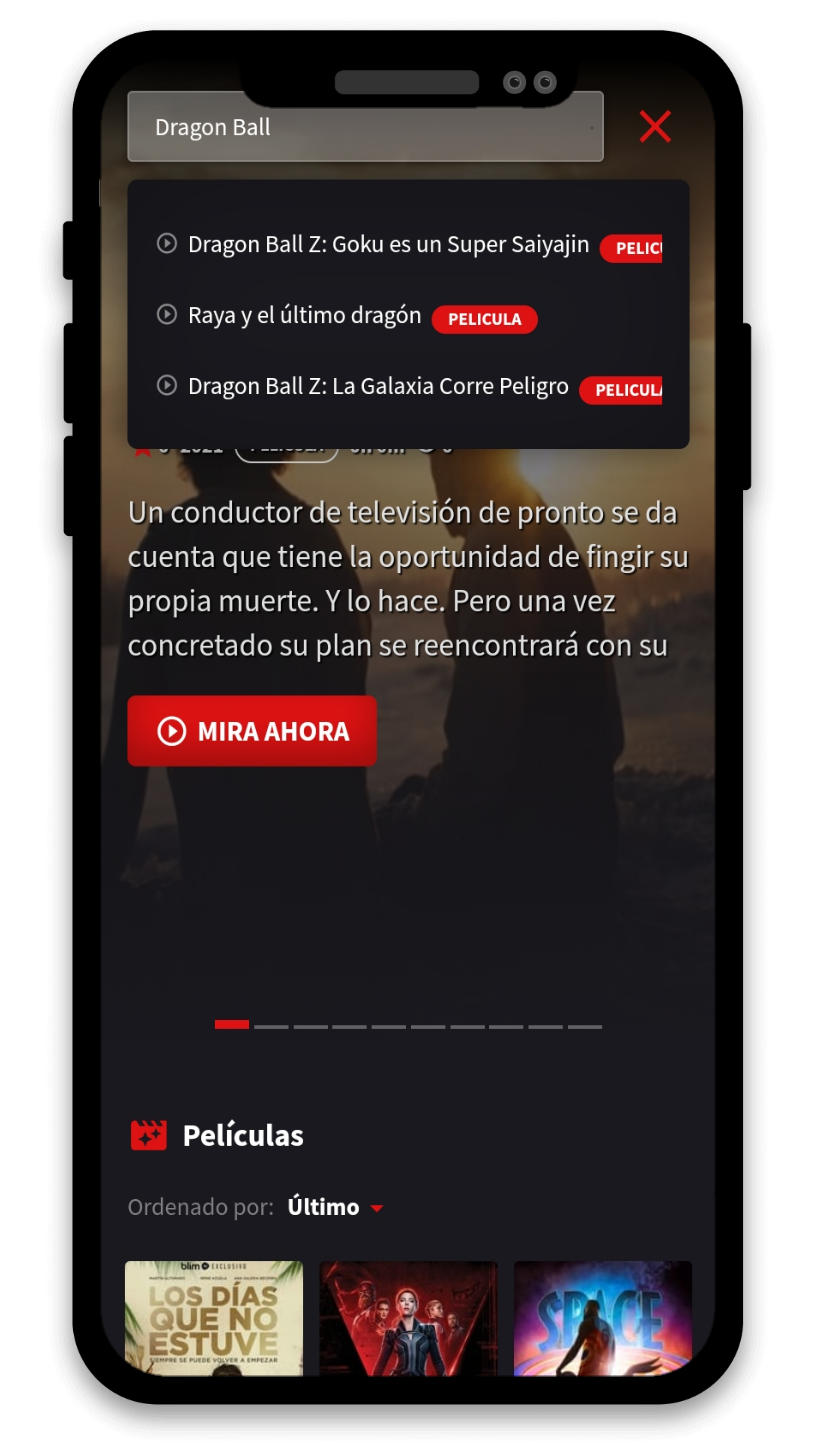 Dragon Ball
Dragon Ball Z: Goku es un Super Saiyajin PELICU
Raya y el último dragón PELICULA
Dragon Ball Z: La Galaxia Corre Peligro PELICULA
Un conductor de televisión de pronto se da
cuenta que tiene la oportunidad de fingir su
propia muerte. Y lo hace. Pero una vez
concretado su plan se reencontrará con su
MIRA AHORA
Películas
Ordenado por: Último
blim EXCLUSIVO
LOS DÍAS
QUE NO
ESTUVE
SIEMPRE SE PUEDE VOLVER A EMPEZAR
SPACE